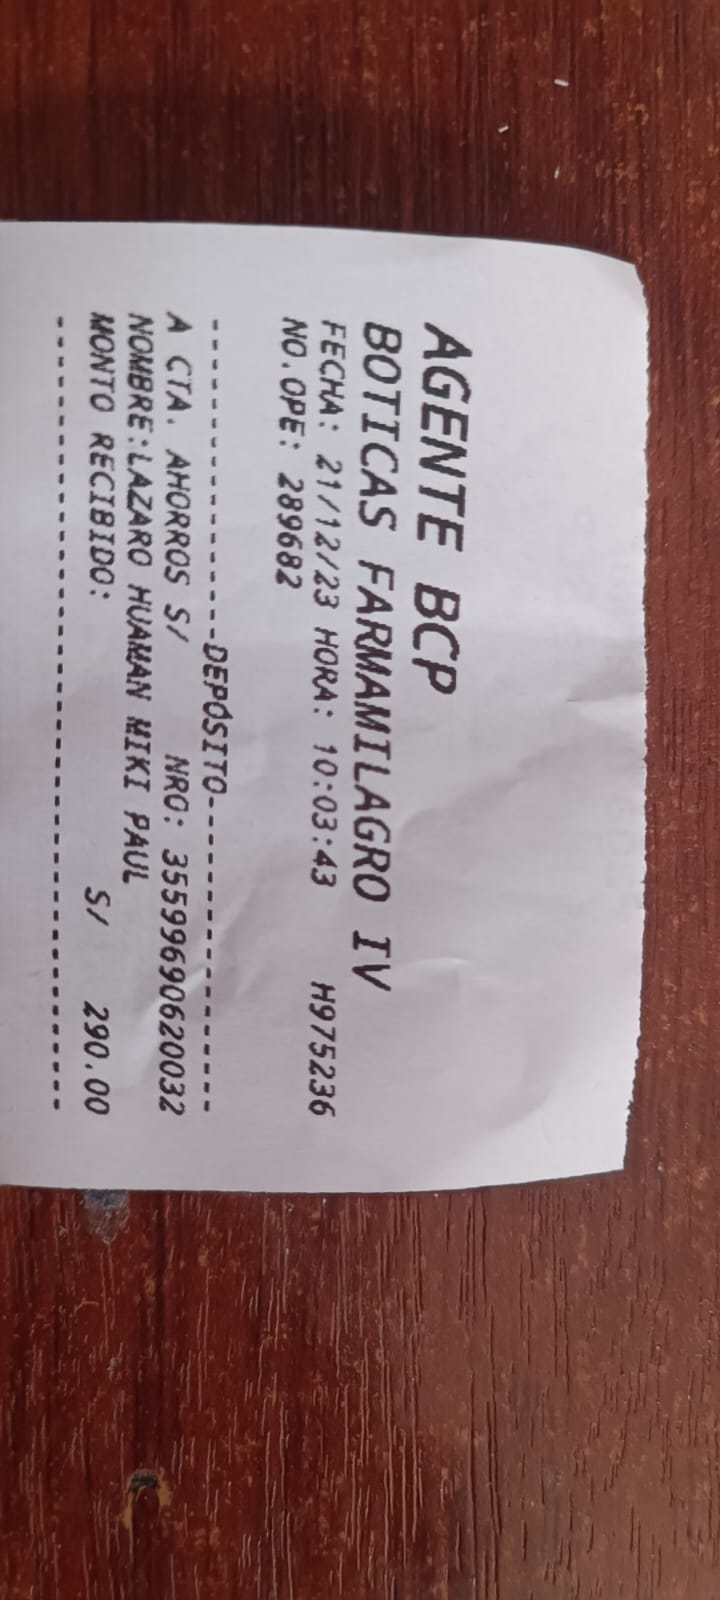 AGENTE BCP
BOTICAS FARMAMILAGRO IV
FECHA: 21/12/23 HORA: 10:03:43 H975236
NO.OPE: 289682
----------------DEPOSITO----------------
A CTA. AHORROS S/ NRO: 35599690620032
NOMBRE:LAZARO HUAMAN MIKI PAUL
MONTO RECIBIDO: S/ 290.00
----------------------------------------